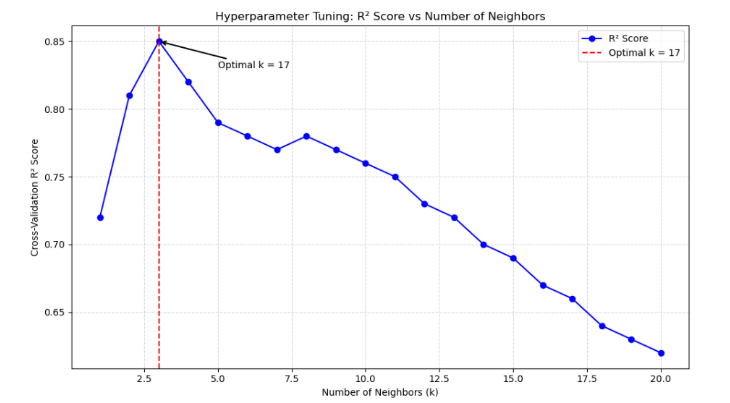 Hyperparameter Tuning: R² Score vs Number of Neighbors
R² Score
Optimal k = 17
Optimal k = 17
Cross-Validation R² Score
0.85
0.80
0.75
0.70
0.65
2.5 5.0 7.5 10.0 12.5 15.0 17.5 20.0
Number of Neighbors (k)